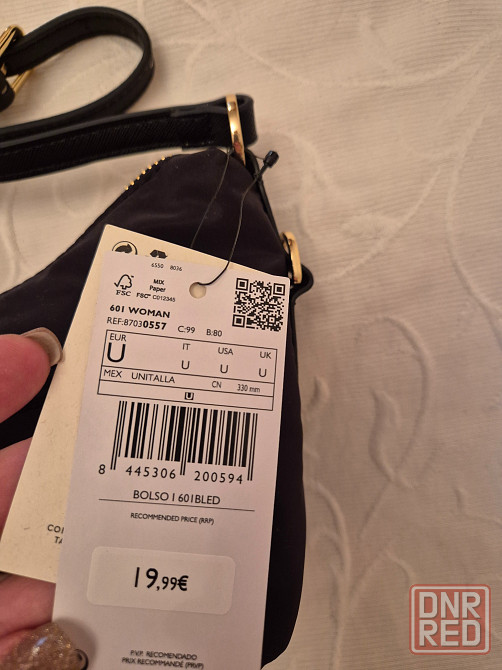 6550 8036
MIX
Paper
FSC
FSC™ C012345
601 WOMAN
REF:87030557 C:99 B:80
EUR IT USA UK
U U U U
MEX UNITALLA CN 330 mm
U
8 445306 200594
BOLSO I 601BLED
RECOMMENDED PRICE (RRP)
19,99€
P.V.P. RECOMENDADO
PRIX RECOMMANDÉ (PRVP)
DNR
RED